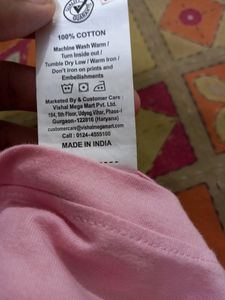 100% COTTON
Machine Wash Warm /
Turn Inside out /
Tumble Dry Low / Warm Iron /
Don't Iron on prints and
Embellishments
Marketed By & Customer Care :
Vishal Mega Mart Pvt. Ltd.
184, 5th Floor, Udyog Vihar, Phase-I
Gurgaon-122016 (Haryana)
customercare@vishalmegamart.com
Call : 0124-4555100
MADE IN INDIA